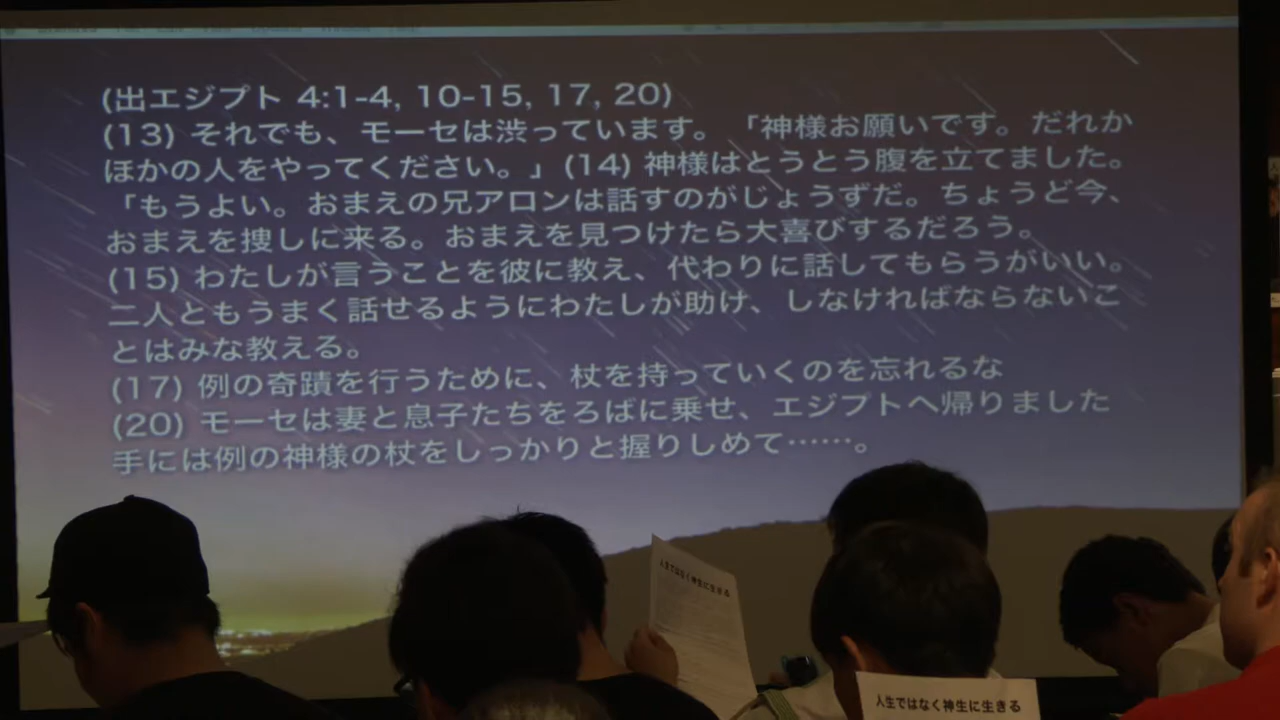 (出エジプト 4:1-4, 10-15, 17, 20)
(13) それでも、モーセは渋っています。「神様お願いです。だれか
ほかの人をやってください。」(14) 神様はとうとう腹を立てました。
「もうよい。おまえの兄アロンは話すのがじょうずだ。ちょうど今、
おまえを捜しに来る。おまえを見つけたら大喜びするだろう。
(15) わたしが言うことを彼に教え、代わりに話してもらうがいい。
二人ともうまく話せるようにわたしが助け、しなければならないこ
とはみな教える。
(17) 例の奇蹟を行うために、杖を持っていくのを忘れるな
(20) モーセは妻と息子たちをろばに乗せ、エジプトへ帰りました
手には例の神様の杖をしっかりと握りしめて……。
人生ではなく神生に生きる
人生ではなく神生に生きる